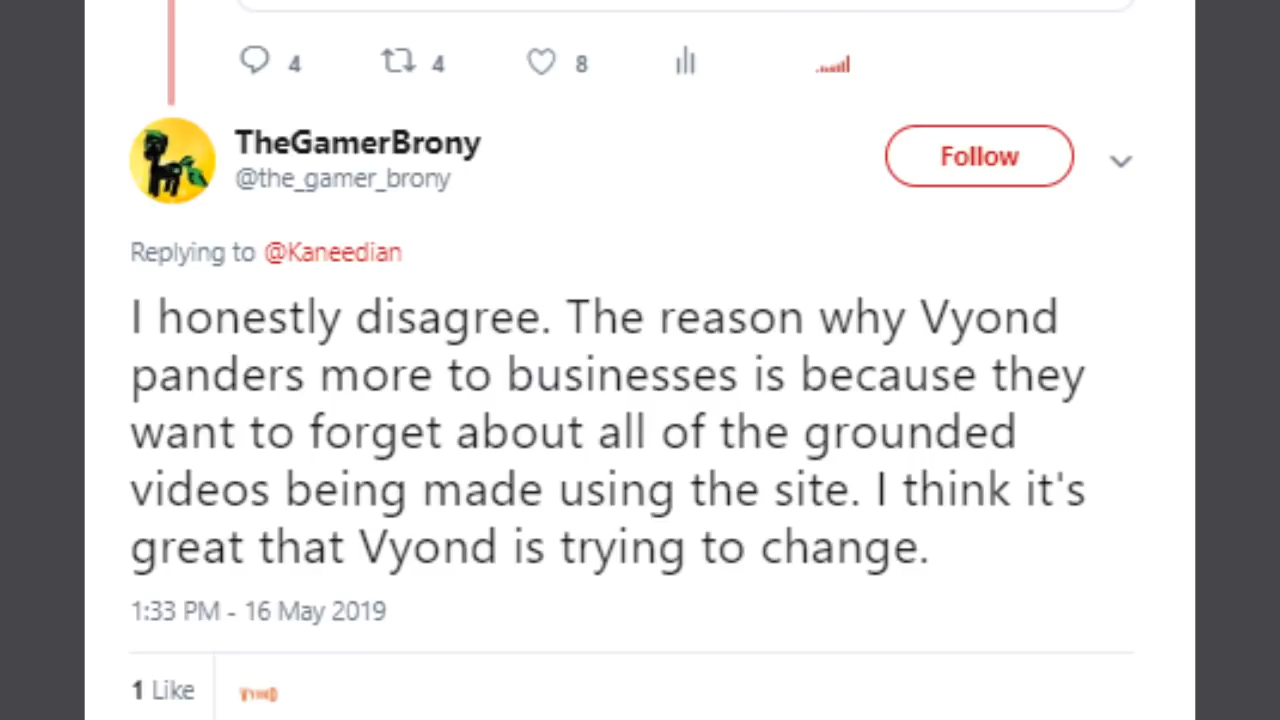 4 4 8
TheGamerBrony
@the_gamer_brony
Follow
Replying to @Kaneedian
I honestly disagree. The reason why Vyond
panders more to businesses is because they
want to forget about all of the grounded
videos being made using the site. I think it's
great that Vyond is trying to change.
1:33 PM - 16 May 2019
1 Like VYOND